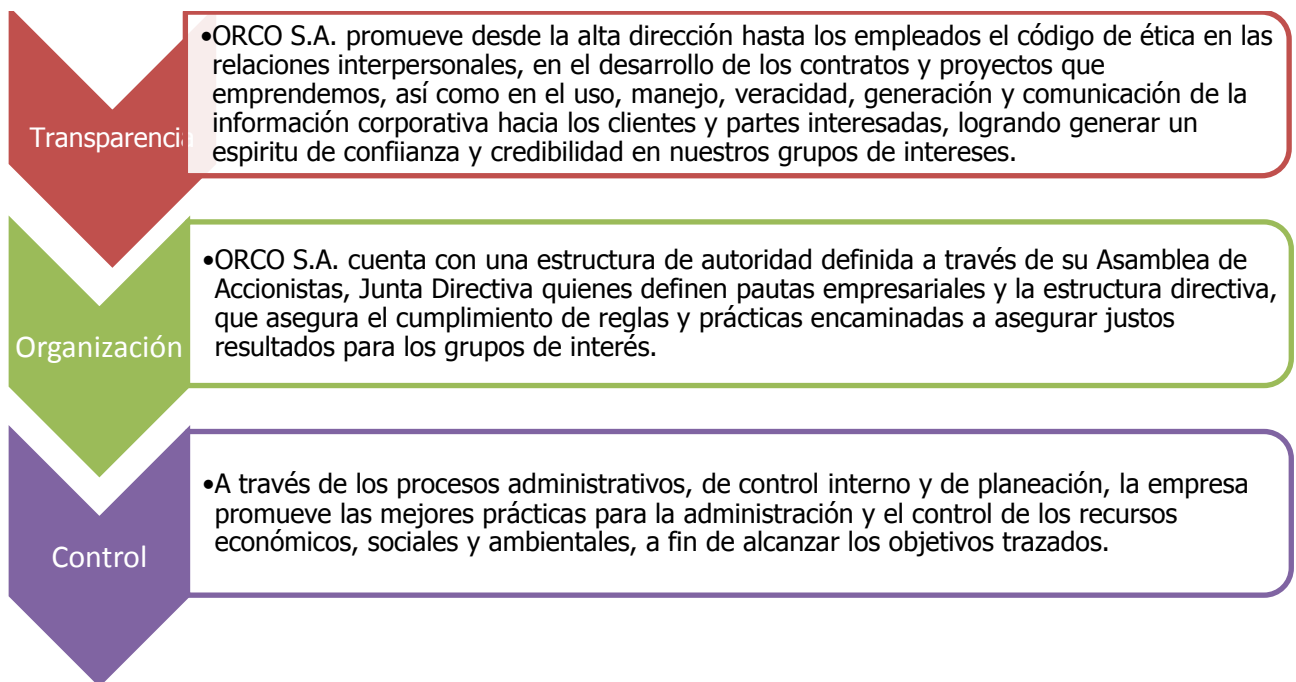 Transparencia
•ORCO S.A. promueve desde la alta dirección hasta los empleados el código de ética en las
relaciones interpersonales, en el desarrollo de los contratos y proyectos que
emprendemos, así como en el uso, manejo, veracidad, generación y comunicación de la
información corporativa hacia los clientes y partes interesadas, logrando generar un
espiritu de confiianza y credibilidad en nuestros grupos de intereses.
Organización
•ORCO S.A. cuenta con una estructura de autoridad definida a través de su Asamblea de
Accionistas, Junta Directiva quienes definen pautas empresariales y la estructura directiva,
que asegura el cumplimiento de reglas y prácticas encaminadas a asegurar justos
resultados para los grupos de interés.
Control
•A través de los procesos administrativos, de control interno y de planeación, la empresa
promueve las mejores prácticas para la administración y el control de los recursos
económicos, sociales y ambientales, a fin de alcanzar los objetivos trazados.